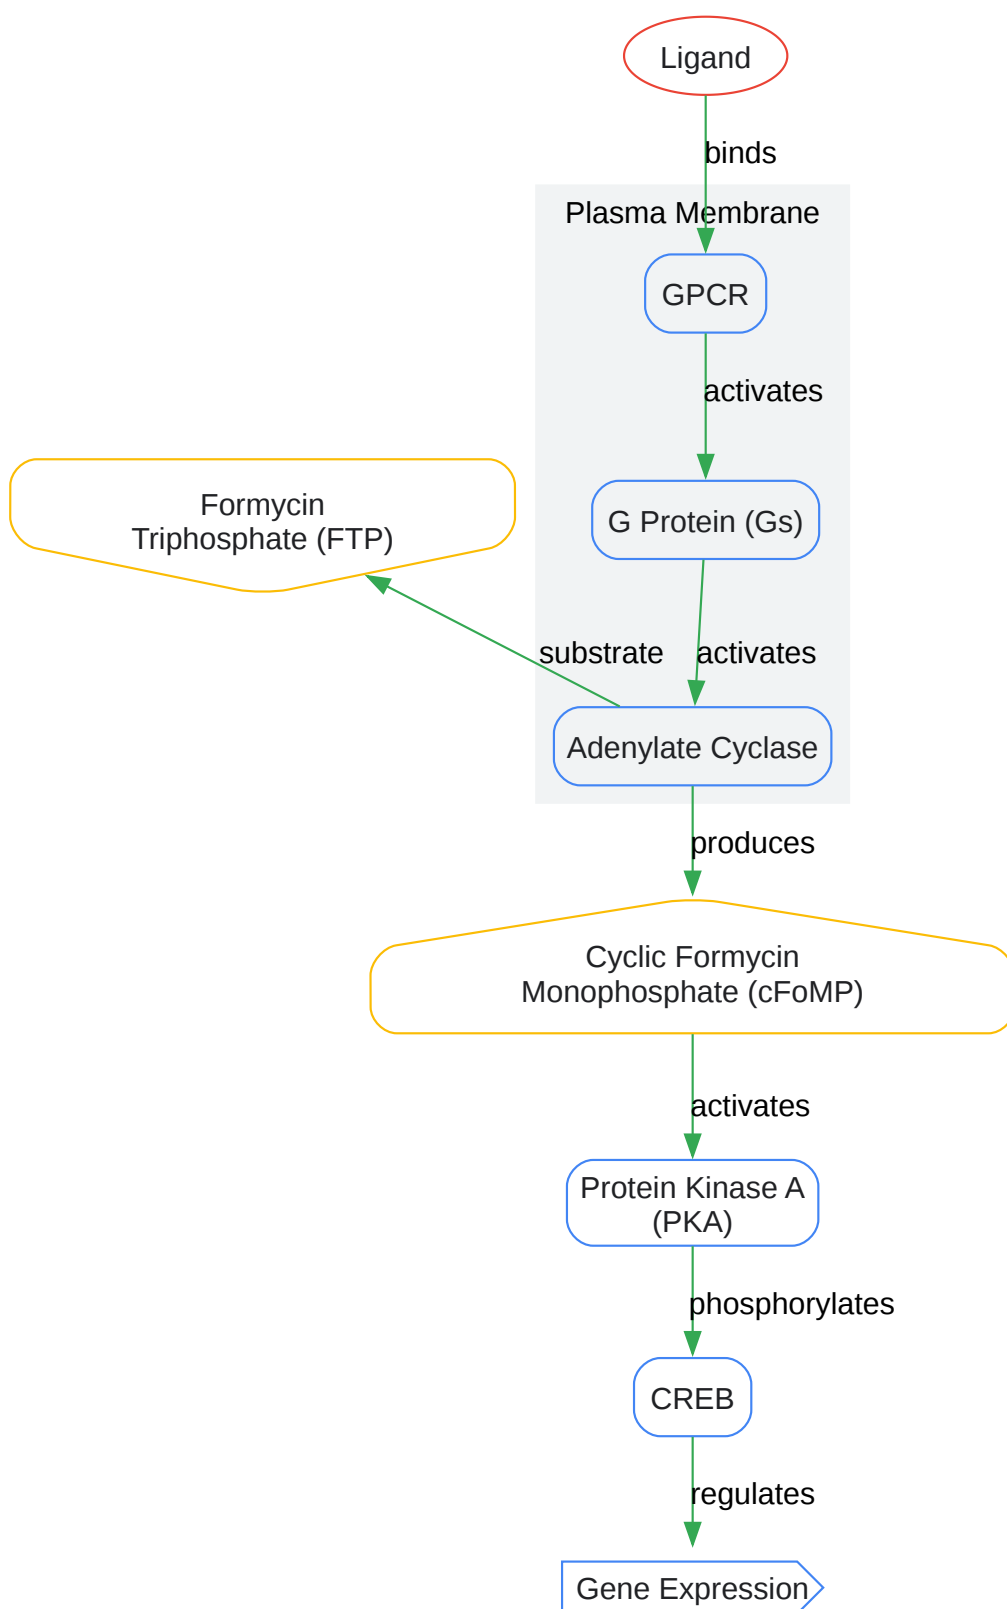 Ligand
binds
Plasma Membrane
GPCR
activates
Formycin
Triphosphate (FTP)
G Protein (Gs)
substrate
activates
Adenylate Cyclase
produces
Cyclic Formycin
Monophosphate (cFoMP)
activates
Protein Kinase A
(PKA)
phosphorylates
CREB
regulates
Gene Expression